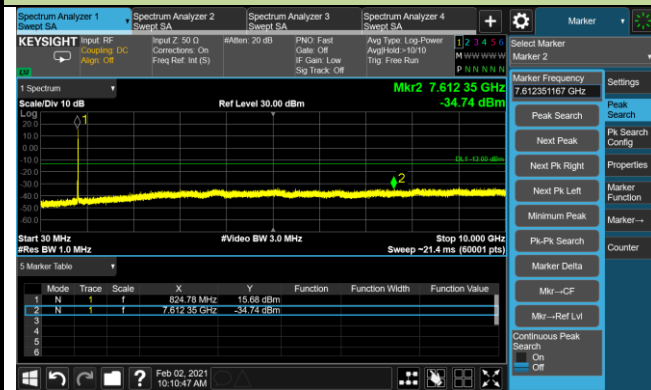 Spectrum Analyzer 1
Swept SA
Spectrum Analyzer 2
Swept SA
Spectrum Analyzer 3
Swept SA
Spectrum Analyzer 4
Swept SA
+
Marker
KEYSIGHT
Input: RF
Coupling: DC
Align: Off
Input Z: 50 Ω
Corrections: On
Freq Ref: Int (S)
#Atten: 20 dB
PNO: Fast
Gate: Off
IF Gain: Low
Sig Track: Off
Avg Type: Log-Power
Avg|Hold:>10/10
Trig: Free Run
1 2 3 4 5 6
M W W W W W
P N N N N N
Select Marker
Marker 2
1 Spectrum
Mkr2 7.612 35 GHz
-34.74 dBm
Scale/Div 10 dB
Ref Level 30.00 dBm
Log
20.0
10.0
0.00
-10.0
-20.0
-30.0
-40.0
-50.0
-60.0
1
DL1 -13.00 dBm
2
Start 30 MHz
#Res BW 1.0 MHz
#Video BW 3.0 MHz
Stop 10.000 GHz
Sweep ~21.4 ms (60001 pts)
Marker Frequency
7.612351167 GHz
Peak Search
Next Peak
Next Pk Right
Next Pk Left
Minimum Peak
Pk-Pk Search
Marker Delta
Mkr→CF
Mkr→Ref Lvl
Continuous Peak
Search
On
Off
Settings
Peak
Search
Pk Search
Config
Properties
Marker
Function
Marker→
Counter
5 Marker Table
Mode Trace Scale X Y Function Function Width Function Value
1 N 1 f 824.78 MHz 15.68 dBm
2 N 1 f 7.612 35 GHz -34.74 dBm
3
4
5
6
?
Feb 02, 2021
10:10:47 AM